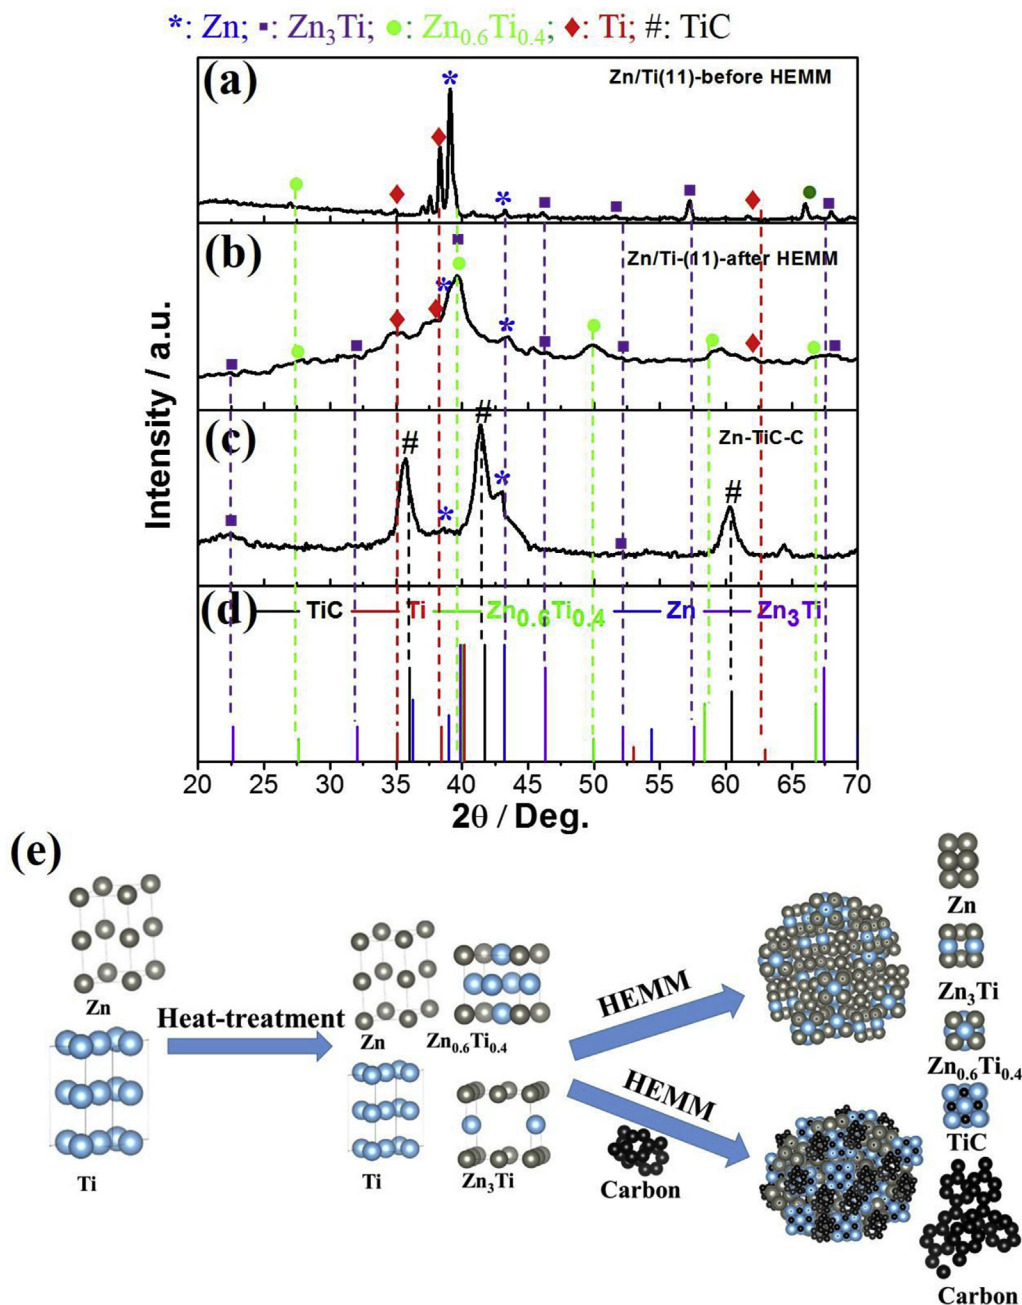 *: Zn; ▪: Zn0.6Ti0.4; ♦: Ti; #: TiC
(a)
Zn/Ti(11)-before HEMM
(b)
Zn/Ti-(11)-after HEMM
(c)
Zn-TiC-C
(d)
TiC Ti Zn0.6Ti0.4 Zn Zn3Ti
Intensity / a.u.
20 25 30 35 40 45 50 55 60 65 70
2θ / Deg.
(e)
Zn
Ti
Heat-treatment
Zn
Zn0.6Ti0.4
Ti
Zn3Ti
HEMM
HEMM
Carbon
Zn
Zn3Ti
Zn0.6Ti0.4
TiC
Carbon